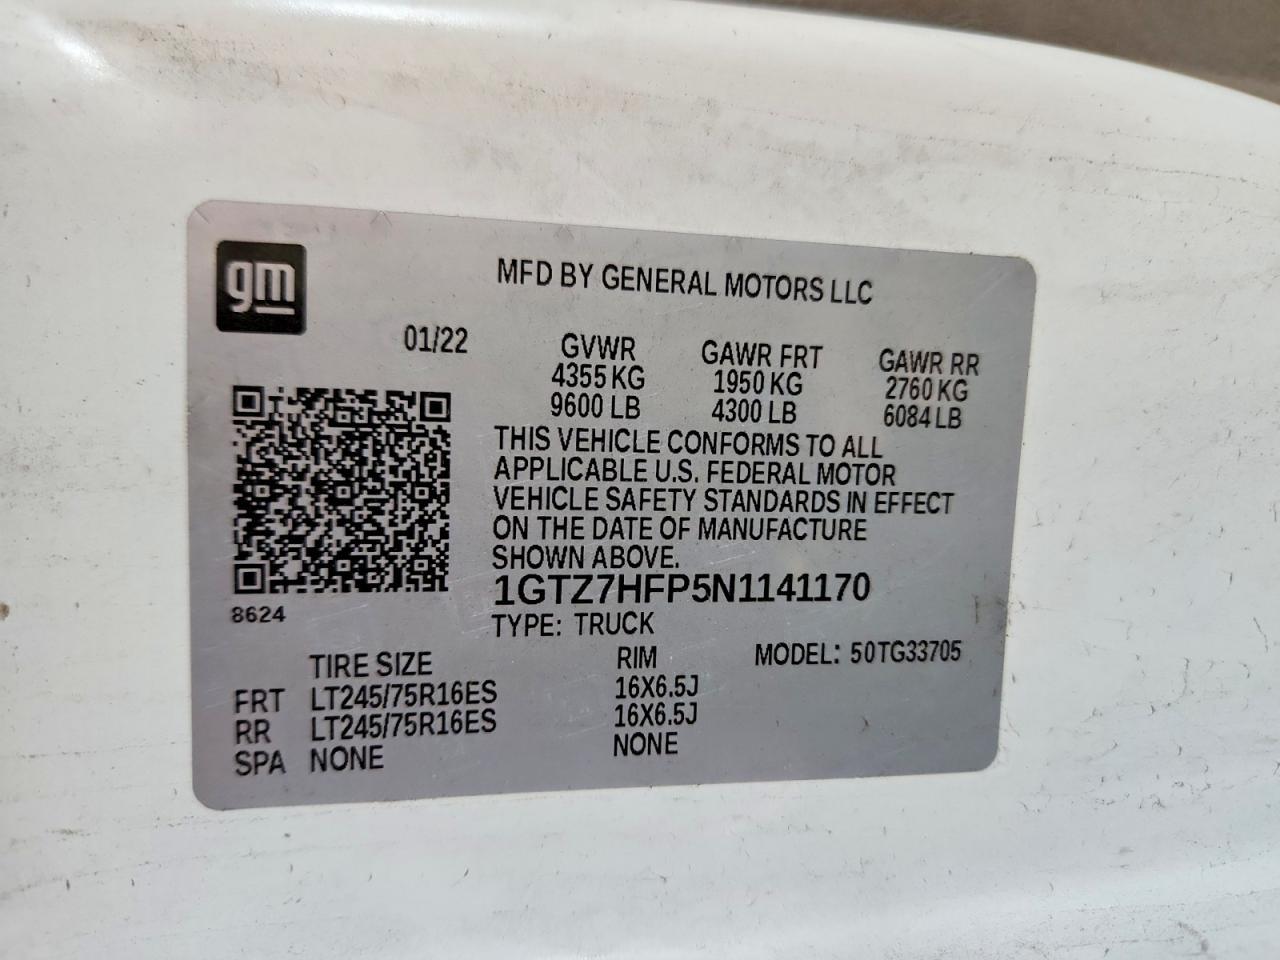 gm
MFD BY GENERAL MOTORS LLC
01/22
GVWR GAWR FRT GAWR RR
4355 KG 1950 KG 2760 KG
9600 LB 4300 LB 6084 LB
THIS VEHICLE CONFORMS TO ALL
APPLICABLE U.S. FEDERAL MOTOR
VEHICLE SAFETY STANDARDS IN EFFECT
ON THE DATE OF MANUFACTURE
SHOWN ABOVE.
1GTZ7HFP5N1141170
8624
TYPE: TRUCK
MODEL: 50TG33705
TIRE SIZE RIM
FRT LT245/75R16ES 16X6.5J
RR LT245/75R16ES 16X6.5J
SPA NONE NONE